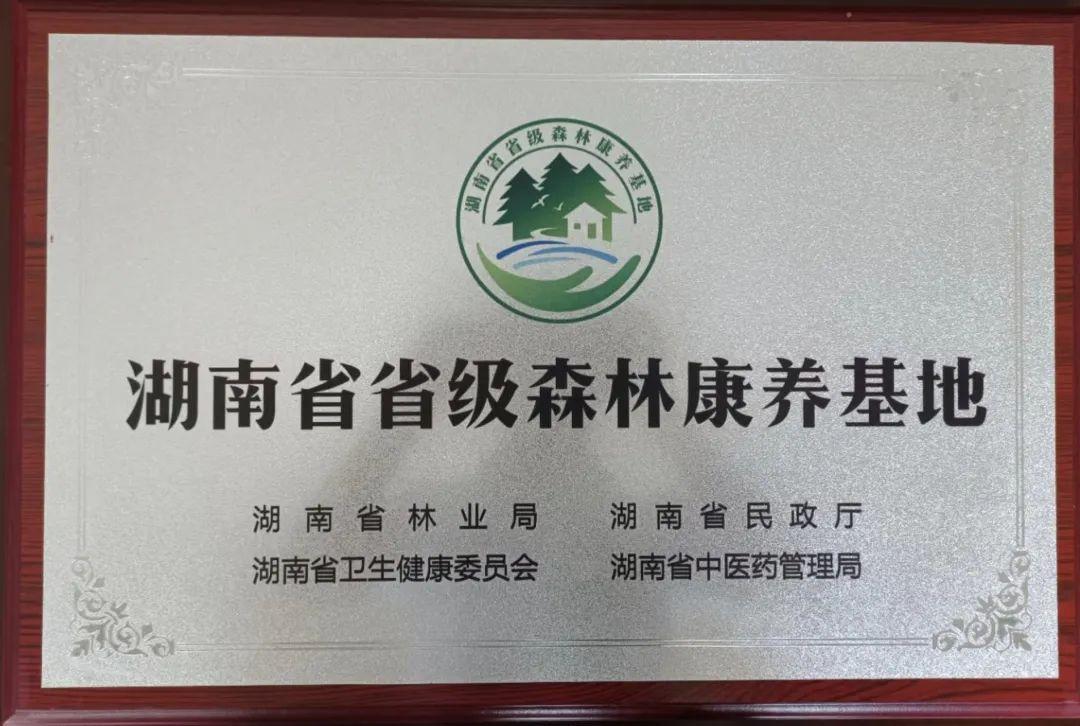 湖南省省级森林康养基地
湖南省省级森林康养基地
湖南省林业局 湖南省民政厅
湖南省卫生健康委员会 湖南省中医药管理局